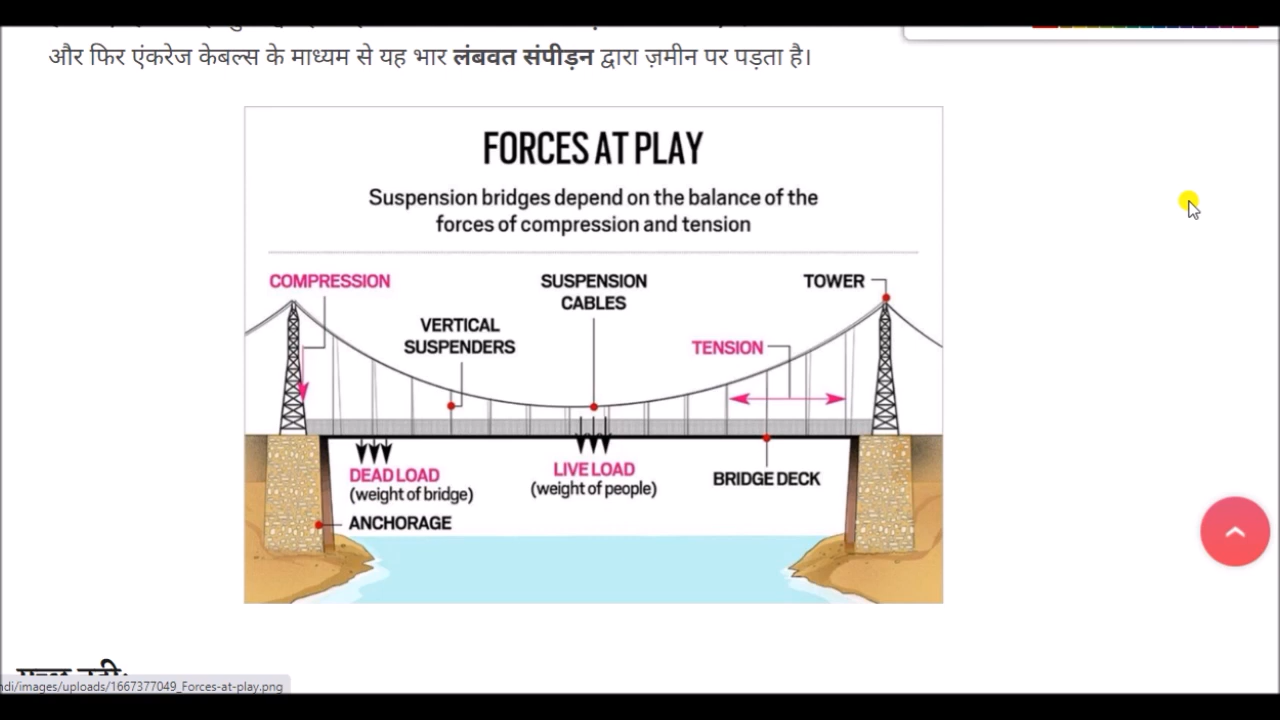 और फिर एंकरेज केबल्स के माध्यम से यह भार लंबवत संपीड़न द्वारा ज़मीन पर पड़ता है।
FORCES AT PLAY
Suspension bridges depend on the balance of the
forces of compression and tension
COMPRESSION
SUSPENSION
CABLES
TOWER
VERTICAL
SUSPENDERS
TENSION
DEAD LOAD
(weight of bridge)
LIVE LOAD
(weight of people)
BRIDGE DECK
ANCHORAGE
ndi/images/uploads/1667377049_Forces-at-play.png